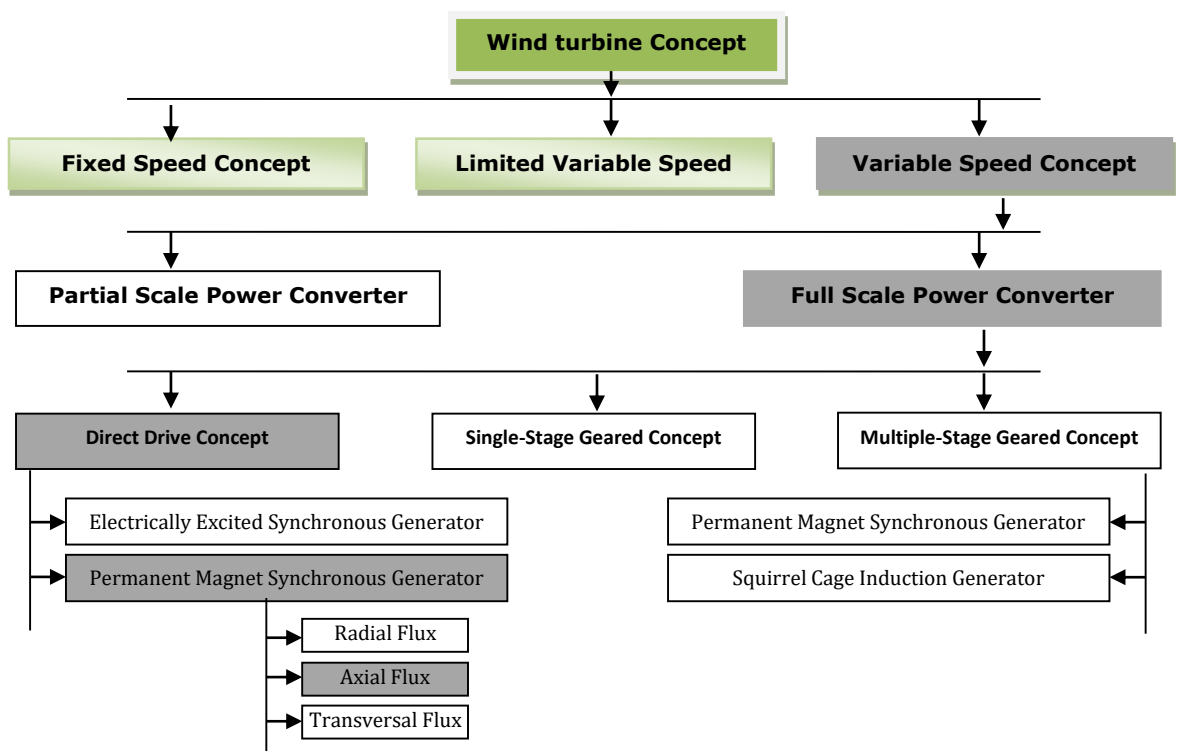 Wind turbine Concept
Fixed Speed Concept
Limited Variable Speed
Variable Speed Concept
Partial Scale Power Converter
Full Scale Power Converter
Direct Drive Concept
Single-Stage Geared Concept
Multiple-Stage Geared Concept
Electrically Excited Synchronous Generator
Permanent Magnet Synchronous Generator
Permanent Magnet Synchronous Generator
Squirrel Cage Induction Generator
Radial Flux
Axial Flux
Transversal Flux